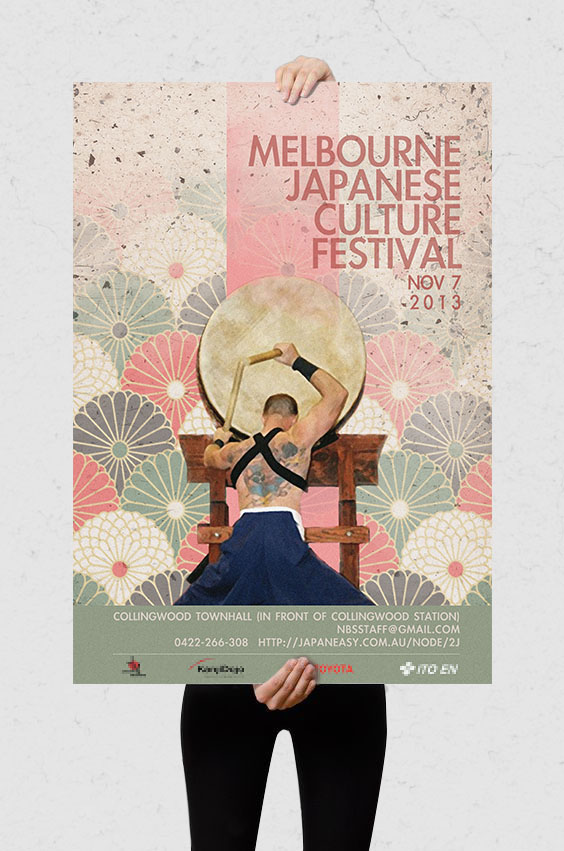 MELBOURNE
JAPANESE
CULTURE
FESTIVAL
NOV 7
2013
COLLINGWOOD TOWNHALL (IN FRONT OF COLLINGWOOD STATION)
NBSSTAFF@GMAIL.COM
0422-266-308 HTTP://JAPANEASY.COM.AU/NODE/2J
KanjiDojo TOYOTA ITO EN